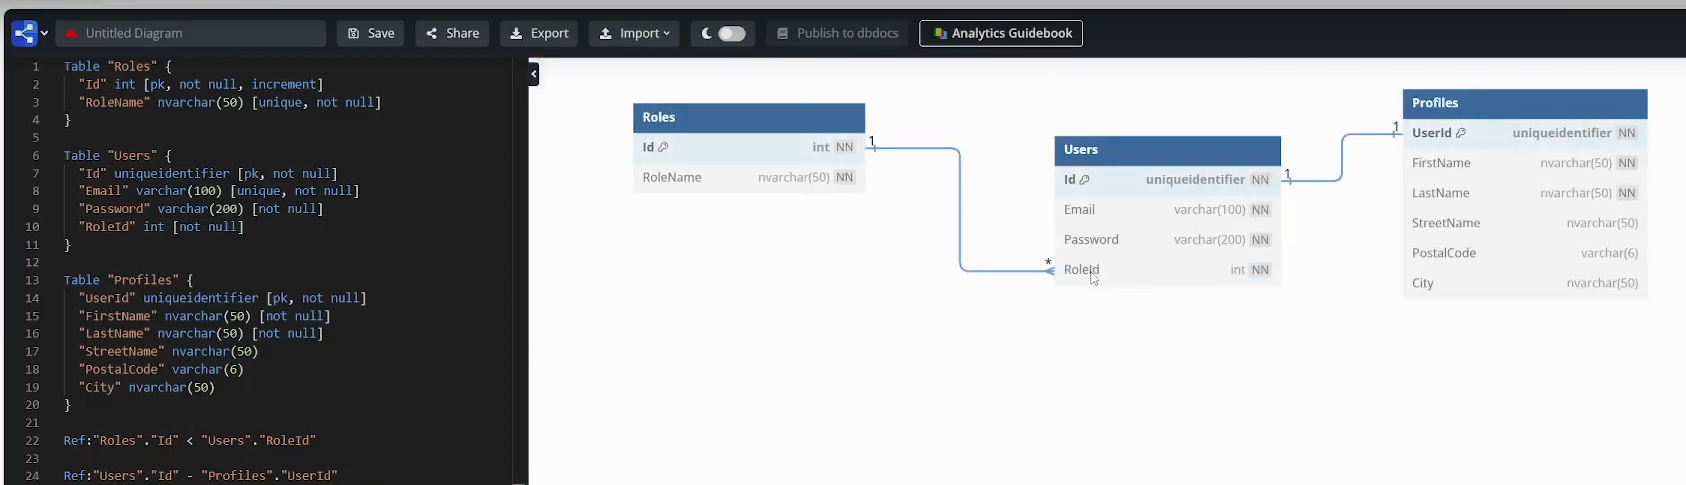 Untitled Diagram Save Share Export Import Publish to dbdocs Analytics Guidebook
1 Table "Roles" {
2 "Id" int [pk, not null, increment]
3 "RoleName" nvarchar(50) [unique, not null]
4 }
5
6 Table "Users" {
7 "Id" uniqueidentifier [pk, not null]
8 "Email" varchar(100) [unique, not null]
9 "Password" varchar(200) [not null]
10 "RoleId" int [not null]
11 }
12
13 Table "Profiles" {
14 "UserId" uniqueidentifier [pk, not null]
15 "FirstName" nvarchar(50) [not null]
16 "LastName" nvarchar(50) [not null]
17 "StreetName" nvarchar(50)
18 "PostalCode" varchar(6)
19 "City" nvarchar(50)
20 }
21
22 Ref:"Roles"."Id" < "Users"."RoleId"
23
24 Ref:"Users"."Id" - "Profiles"."UserId"
Roles
Id int NN
RoleName nvarchar(50) NN
1
*
Users
Id uniqueidentifier NN
Email varchar(100) NN
Password varchar(200) NN
RoleId int NN
1
1
Profiles
UserId uniqueidentifier NN
FirstName nvarchar(50) NN
LastName nvarchar(50) NN
StreetName nvarchar(50)
PostalCode varchar(6)
City nvarchar(50)